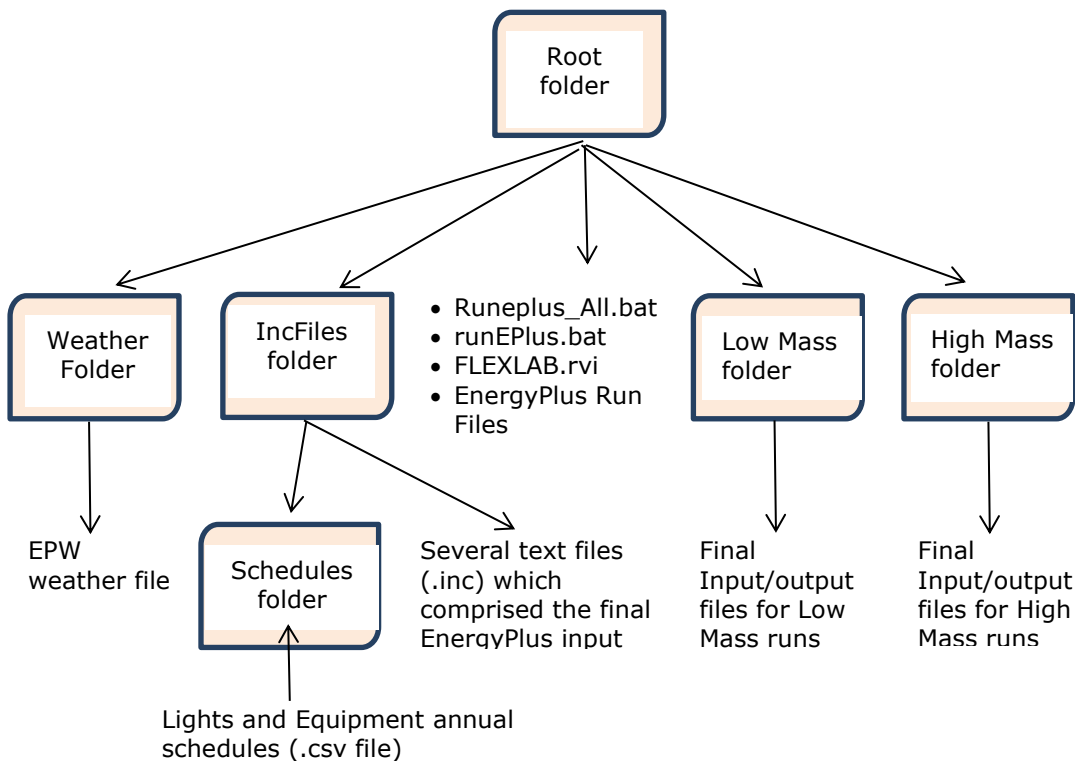 Root
folder
Weather
Folder
IncFiles
folder
• Runeplus_All.bat
• runEPlus.bat
• FLEXLAB.rvi
• EnergyPlus Run
Files
Low Mass
folder
High Mass
folder
EPW
weather file
Schedules
folder
Several text files
(.inc) which
comprised the final
EnergyPlus input
Final
Input/output
files for Low
Mass runs
Final
Input/output
files for High
Mass runs
Lights and Equipment annual
schedules (.csv file)